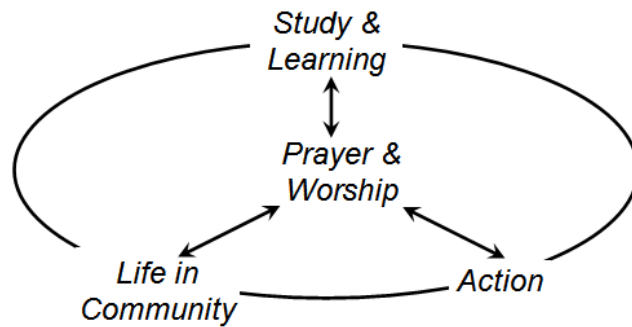 Study &
Learning
Prayer &
Worship
Life in
Community
Action